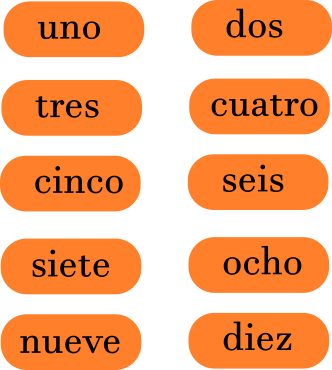 uno
dos
tres
cuatro
cinco
seis
siete
ocho
nueve
diez